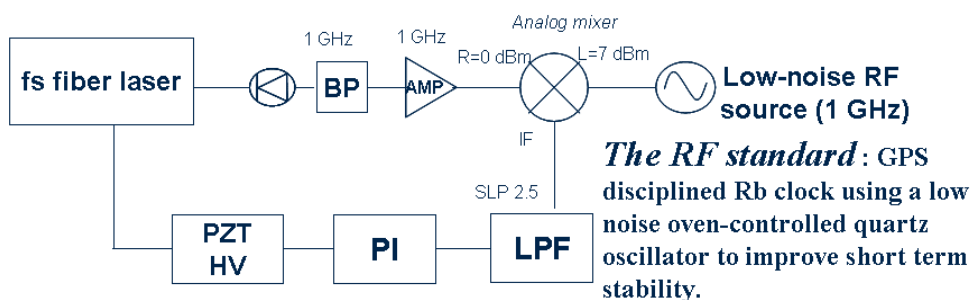 Analog mixer
1 GHz
1 GHz
R=0 dBm
L=7 dBm
fs fiber laser
BP
AMP
Low-noise RF
source (1 GHz)
IF
The RF standard : GPS
disciplined Rb clock using a low
noise oven-controlled quartz
oscillator to improve short term
stability.
SLP 2.5
PZT
HV
PI
LPF